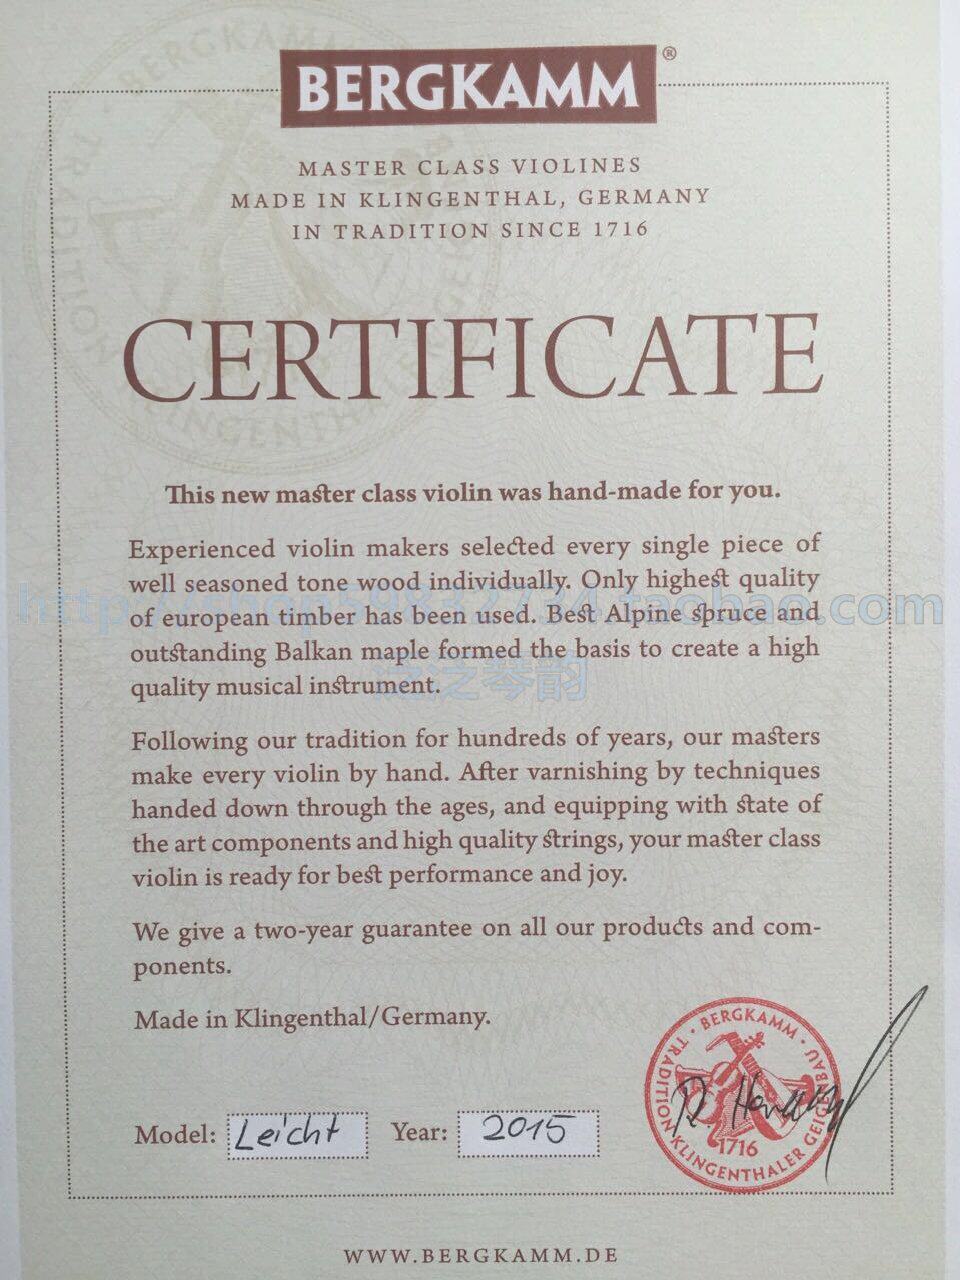 BERGKAMM®
MASTER CLASS VIOLINES
MADE IN KLINGENTHAL, GERMANY
IN TRADITION SINCE 1716
CERTIFICATE
This new master class violin was hand-made for you.
Experienced violin makers selected every single piece of
well seasoned tone wood individually. Only highest quality
of european timber has been used. Best Alpine spruce and
outstanding Balkan maple formed the basis to create a high
quality musical instrument.
Following our tradition for hundreds of years, our masters
make every violin by hand. After varnishing by techniques
handed down through the ages, and equipping with state of
the art components and high quality strings, your master class
violin is ready for best performance and joy.
We give a two-year guarantee on all our products and com-
ponents.
Made in Klingenthal/Germany.
Model: Leicht Year: 2015
BERGKAMM · TRADITION KLINGENTHALER GEIGENBAU ·
1716
WWW.BERGKAMM.DE